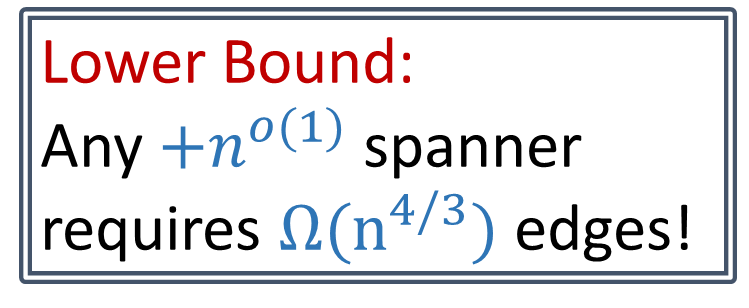 Lower Bound:
Any +n^{o(1)} spanner
requires Ω(n^{4/3}) edges!